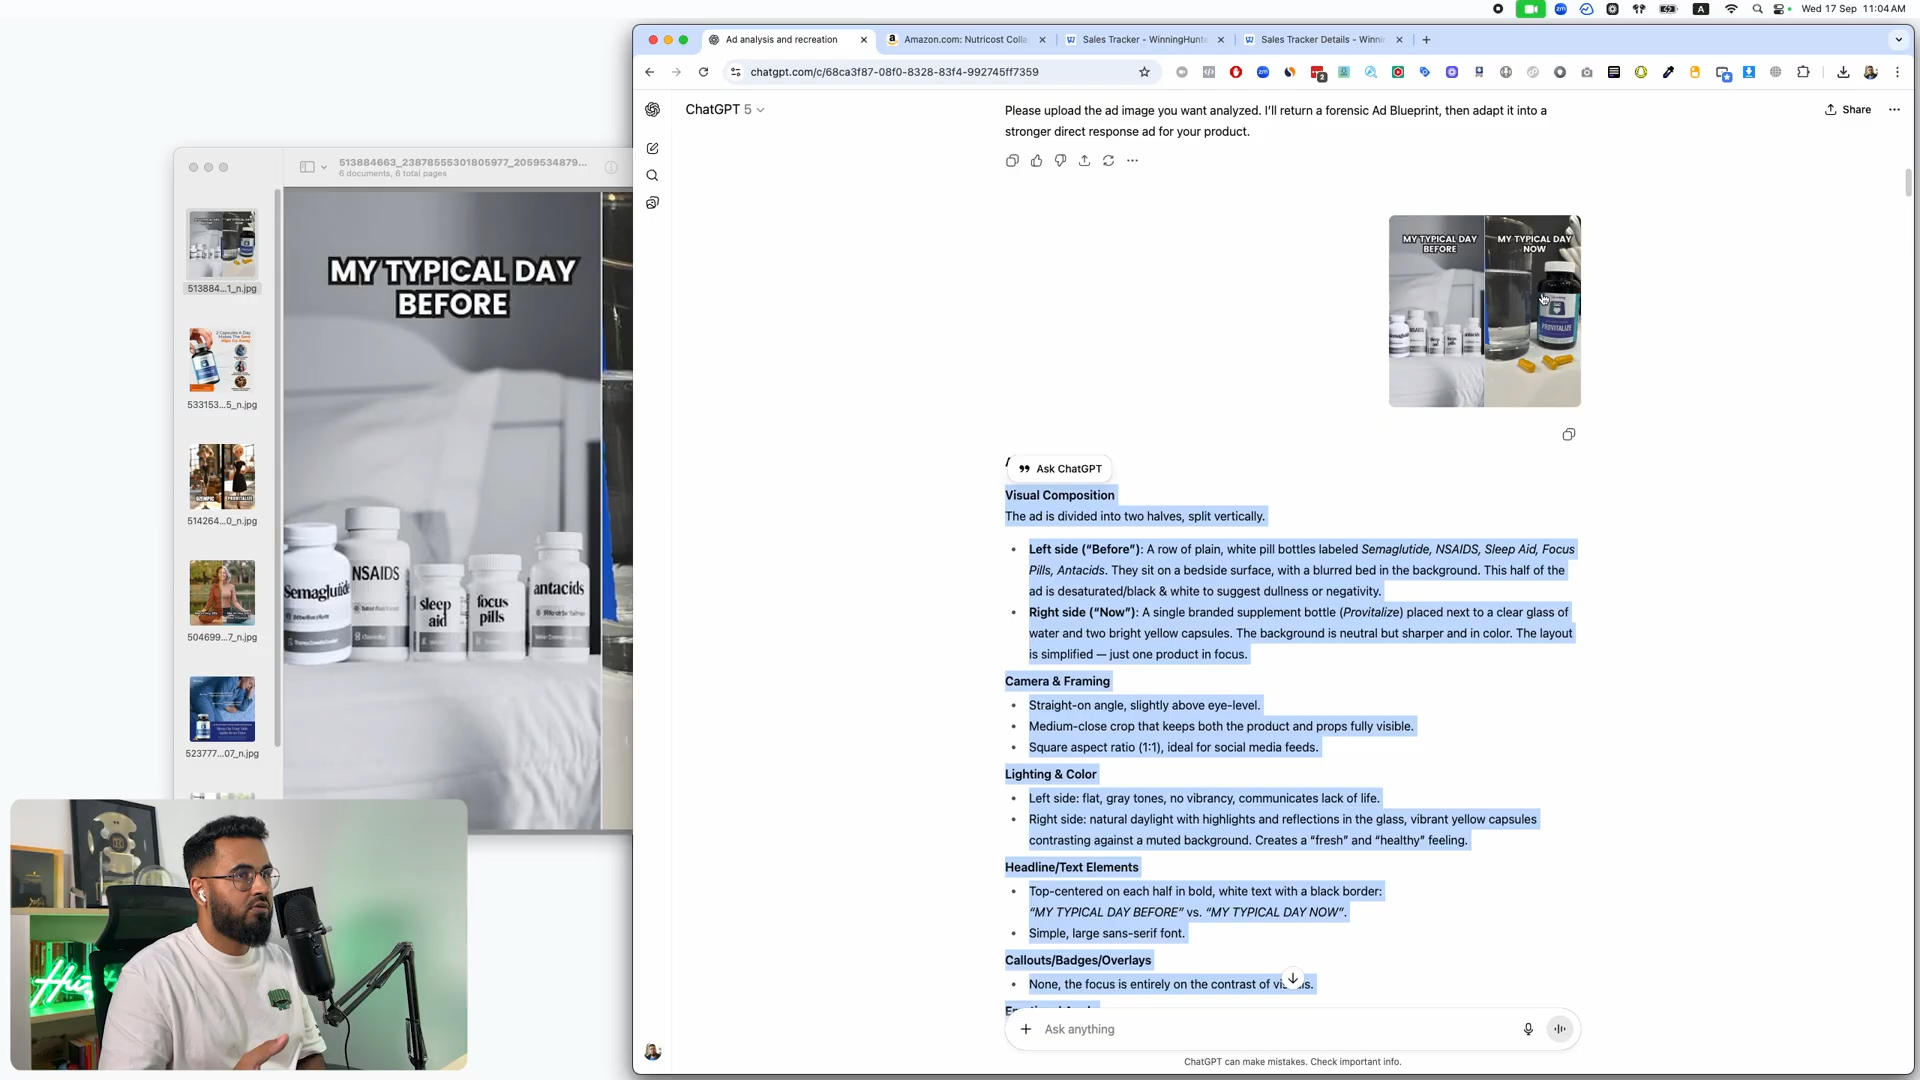 Wed 17 Sep 11:04 AM
Ad analysis and recreation
Amazon.com: Nutricost Colla
Sales Tracker - WinningHunte
Sales Tracker Details - Winnin
chatgpt.com/c/68ca3f87-08f0-8328-83f4-992745ff7359
ChatGPT 5
Share
Please upload the ad image you want analyzed. I'll return a forensic Ad Blueprint, then adapt it into a
stronger direct response ad for your product.
MY TYPICAL DAY
BEFORE
MY TYPICAL DAY
NOW
PROVITALIZE
Ask ChatGPT
Visual Composition
The ad is divided into two halves, split vertically.
Left side (“Before”): A row of plain, white pill bottles labeled Semaglutide, NSAIDS, Sleep Aid, Focus
Pills, Antacids. They sit on a bedside surface, with a blurred bed in the background. This half of the
ad is desaturated/black & white to suggest dullness or negativity.
Right side (“Now”): A single branded supplement bottle (Provitalize) placed next to a clear glass of
water and two bright yellow capsules. The background is neutral but sharper and in color. The layout
is simplified — just one product in focus.
Camera & Framing
Straight-on angle, slightly above eye-level.
Medium-close crop that keeps both the product and props fully visible.
Square aspect ratio (1:1), ideal for social media feeds.
Lighting & Color
Left side: flat, gray tones, no vibrancy, communicates lack of life.
Right side: natural daylight with highlights and reflections in the glass, vibrant yellow capsules
contrasting against a muted background. Creates a “fresh” and “healthy” feeling.
Headline/Text Elements
Top-centered on each half in bold, white text with a black border:
“MY TYPICAL DAY BEFORE” vs. “MY TYPICAL DAY NOW”.
Simple, large sans-serif font.
Callouts/Badges/Overlays
None, the focus is entirely on the contrast of
Ask anything
ChatGPT can make mistakes. Check important info.
513884663_23878555301805977_2059534879...
6 documents, 6 total pages
513884...1_n.jpg
2 Capsules A Day
533153...5_n.jpg
OZEMPIC
PROVITALIZE
514264...0_n.jpg
504699...7_n.jpg
523777...07_n.jpg
MY TYPICAL DAY
BEFORE
Semaglutide
NSAIDS
sleep
aid
focus
pills
antacids